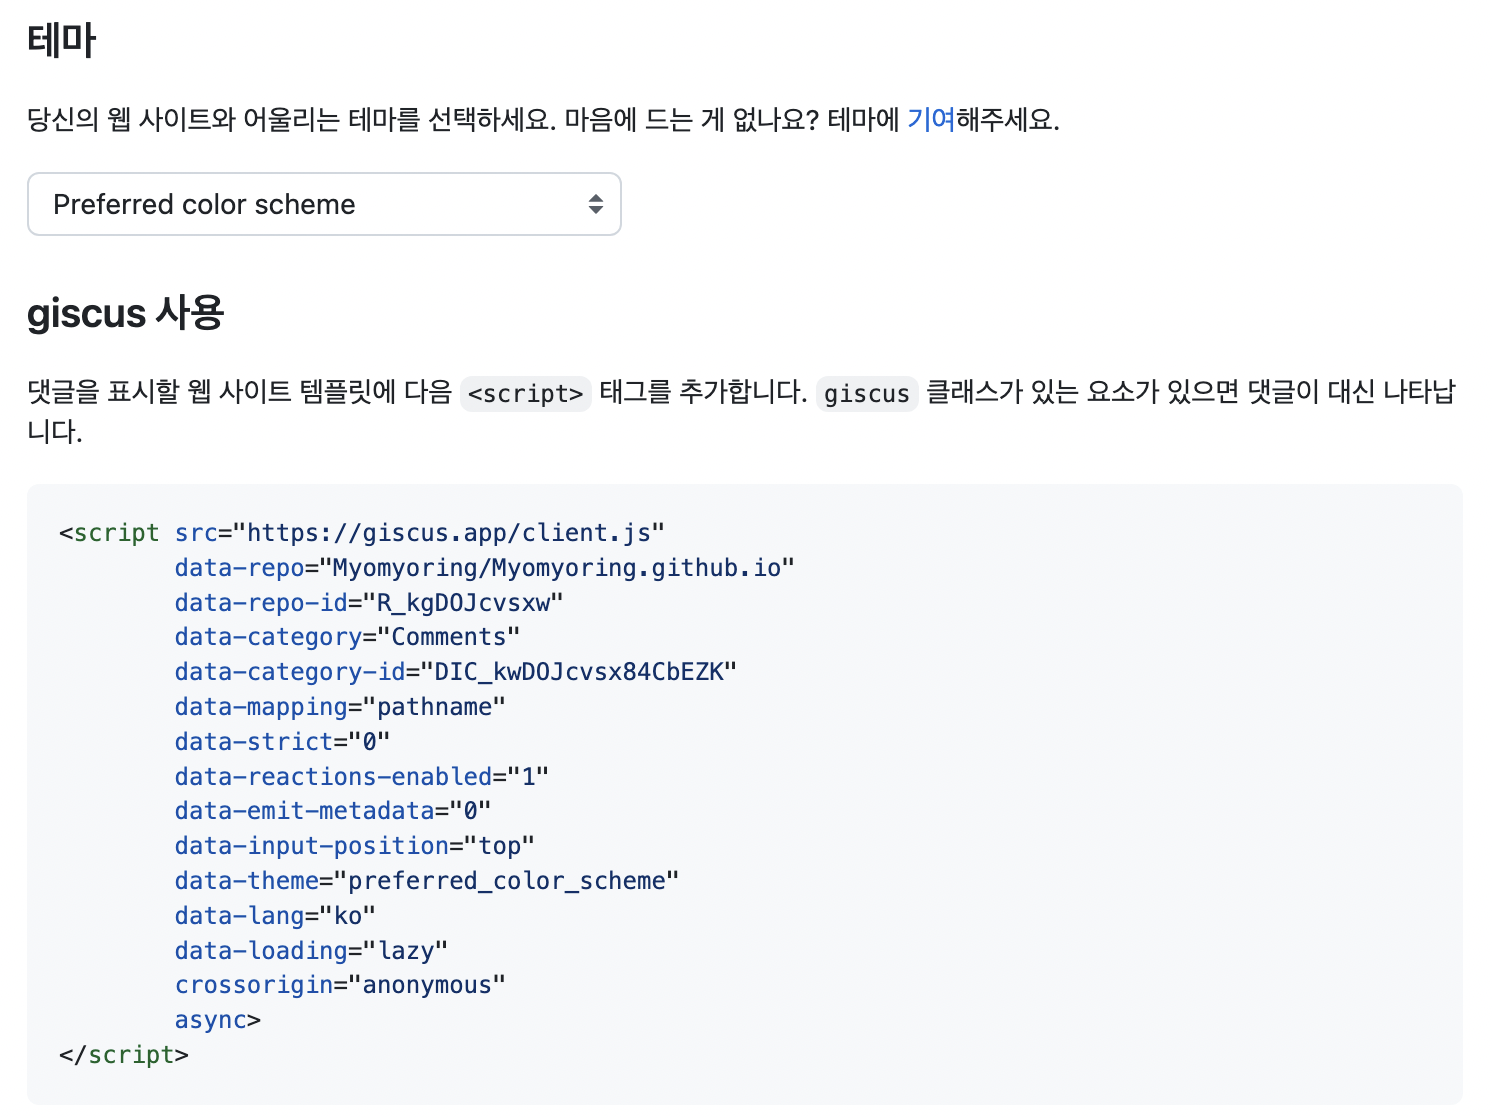 테마
당신의 웹 사이트와 어울리는 테마를 선택하세요. 마음에 드는 게 없나요? 테마에 기여해주세요.
Preferred color scheme
giscus 사용
댓글을 표시할 웹 사이트 템플릿에 다음 <script> 태그를 추가합니다. giscus 클래스가 있는 요소가 있으면 댓글이 대신 나타납
니다.
<script src="https://giscus.app/client.js"
        data-repo="Myomyoring/Myomyoring.github.io"
        data-repo-id="R_kgDOJcvsxw"
        data-category="Comments"
        data-category-id="DIC_kwDOJcvsx84CbEZK"
        data-mapping="pathname"
        data-strict="0"
        data-reactions-enabled="1"
        data-emit-metadata="0"
        data-input-position="top"
        data-theme="preferred_color_scheme"
        data-lang="ko"
        data-loading="lazy"
        crossorigin="anonymous"
        async>
</script>